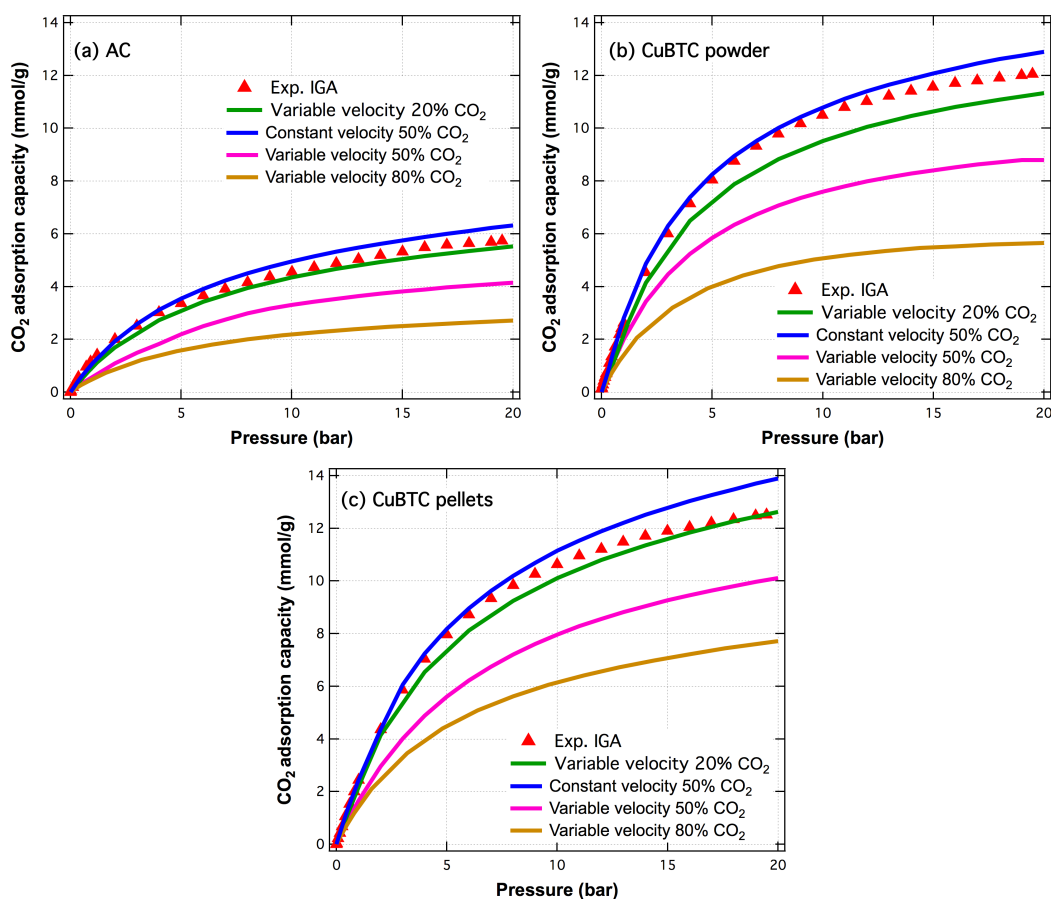 (a) AC
Exp. IGA
Variable velocity 20% CO₂
Constant velocity 50% CO₂
Variable velocity 50% CO₂
Variable velocity 80% CO₂
CO₂ adsorption capacity (mmol/g)
14
12
10
8
6
4
2
0
0 5 10 15 20
Pressure (bar)
(b) CuBTC powder
Exp. IGA
Variable velocity 20% CO₂
Constant velocity 50% CO₂
Variable velocity 50% CO₂
Variable velocity 80% CO₂
CO₂ adsorption capacity (mmol/g)
14
12
10
8
6
4
2
0
0 5 10 15 20
Pressure (bar)
(c) CuBTC pellets
Exp. IGA
Variable velocity 20% CO₂
Constant velocity 50% CO₂
Variable velocity 50% CO₂
Variable velocity 80% CO₂
CO₂ adsorption capacity (mmol/g)
14
12
10
8
6
4
2
0
0 5 10 15 20
Pressure (bar)